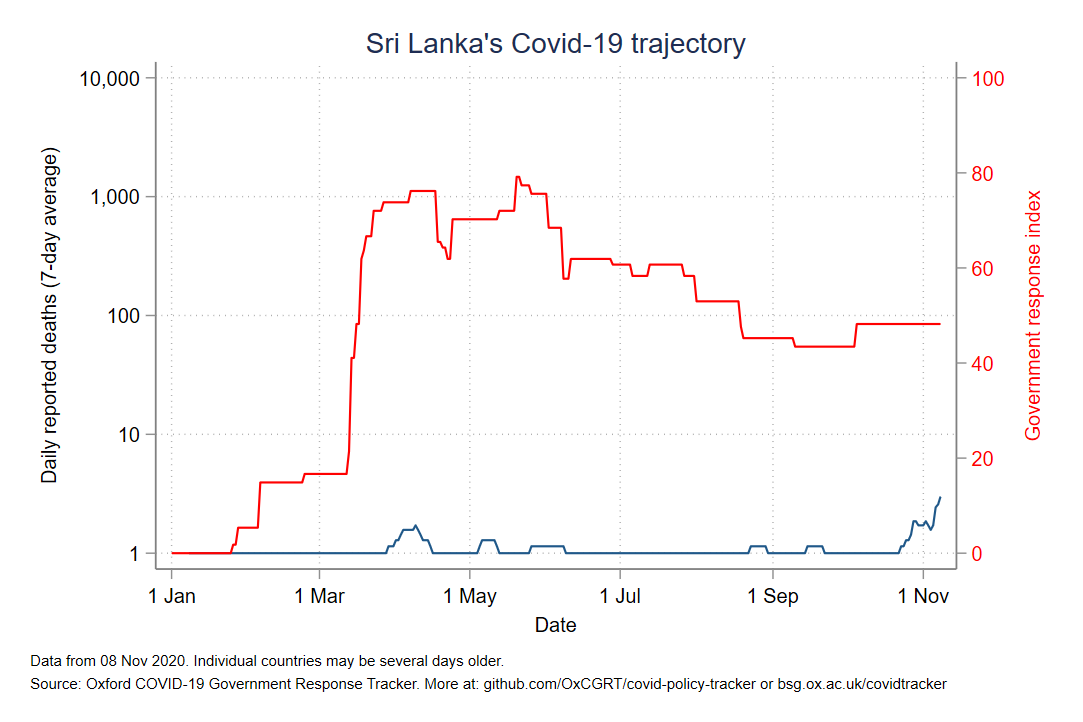 Sri Lanka's Covid-19 trajectory
10,000
1,000
100
10
1
Daily reported deaths (7-day average)
100
80
60
40
20
0
Government response index
1 Jan
1 Mar
1 May
1 Jul
1 Sep
1 Nov
Date
Data from 08 Nov 2020. Individual countries may be several days older.
Source: Oxford COVID-19 Government Response Tracker. More at: github.com/OxCGRT/covid-policy-tracker or bsg.ox.ac.uk/covidtracker